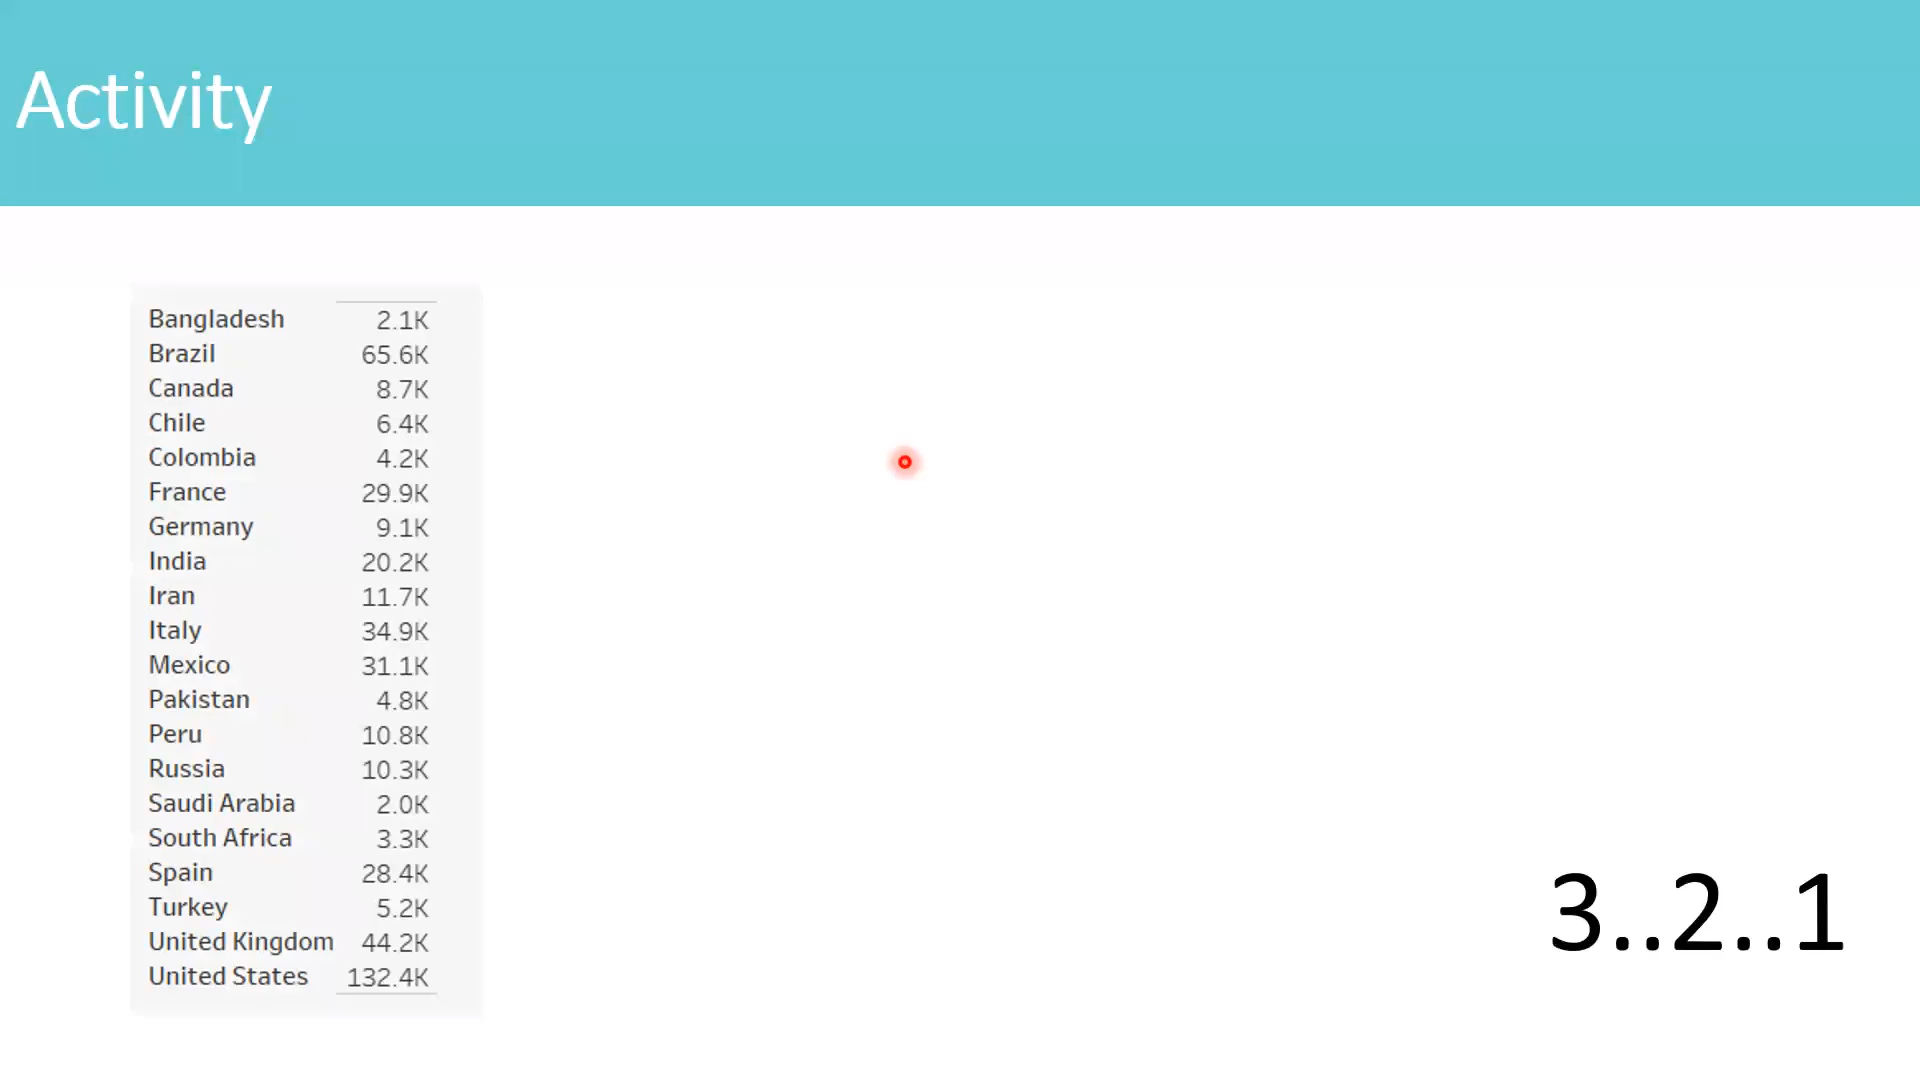 Activity
Bangladesh 2.1K
Brazil 65.6K
Canada 8.7K
Chile 6.4K
Colombia 4.2K
France 29.9K
Germany 9.1K
India 20.2K
Iran 11.7K
Italy 34.9K
Mexico 31.1K
Pakistan 4.8K
Peru 10.8K
Russia 10.3K
Saudi Arabia 2.0K
South Africa 3.3K
Spain 28.4K
Turkey 5.2K
United Kingdom 44.2K
United States 132.4K
3..2..1